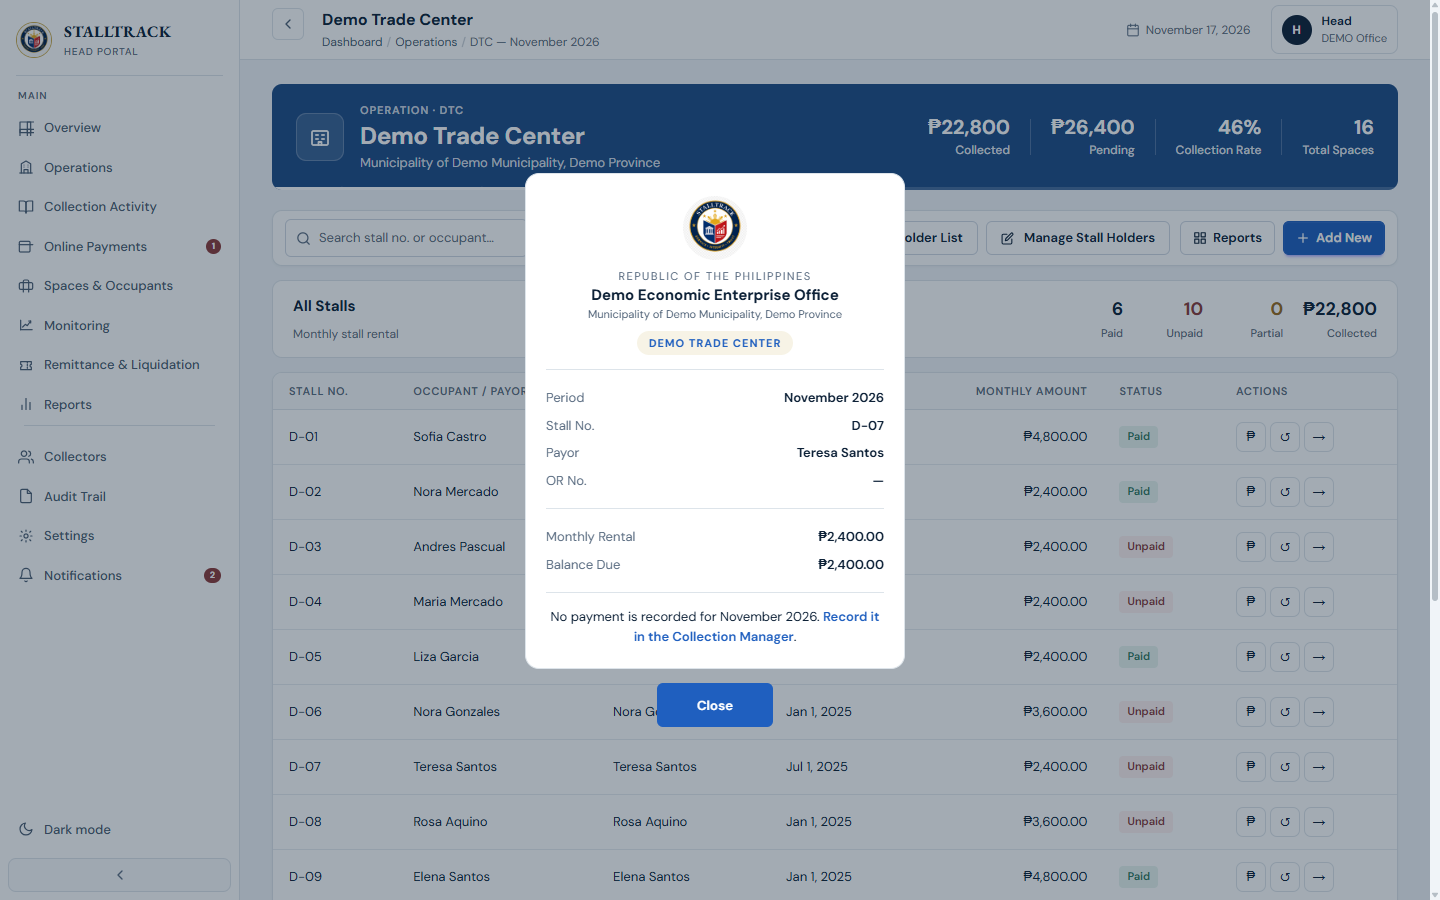 STALLTRACK
HEAD PORTAL
MAIN
Overview
Operations
Collection Activity
Online Payments 1
Spaces & Occupants
Monitoring
Remittance & Liquidation
Reports
Collectors
Audit Trail
Settings
Notifications 2
Dark mode
Demo Trade Center
Dashboard / Operations / DTC — November 2026
November 17, 2026
H
Head
DEMO Office
OPERATION · DTC
Demo Trade Center
Municipality of Demo Municipality, Demo Province
₱22,800
Collected
₱26,400
Pending
46%
Collection Rate
16
Total Spaces
Search stall no. or occupant...
older List
Manage Stall Holders
Reports
Add New
All Stalls
Monthly stall rental
6
Paid
10
Unpaid
0
Partial
₱22,800
Collected
STALL NO. OCCUPANT / PAYOR MONTHLY AMOUNT STATUS ACTIONS
D-01 Sofia Castro ₱4,800.00 Paid ₱ ↺ →
D-02 Nora Mercado ₱2,400.00 Paid ₱ ↺ →
D-03 Andres Pascual ₱2,400.00 Unpaid ₱ ↺ →
D-04 Maria Mercado ₱2,400.00 Unpaid ₱ ↺ →
D-05 Liza Garcia ₱2,400.00 Paid ₱ ↺ →
D-06 Nora Gonzales Nora Go Jan 1, 2025 ₱3,600.00 Unpaid ₱ ↺ →
D-07 Teresa Santos Teresa Santos Jul 1, 2025 ₱2,400.00 Unpaid ₱ ↺ →
D-08 Rosa Aquino Rosa Aquino Jan 1, 2025 ₱3,600.00 Unpaid ₱ ↺ →
D-09 Elena Santos Elena Santos Jan 1, 2025 ₱4,800.00 Paid ₱ ↺ →
STALLTRACK
REPUBLIC OF THE PHILIPPINES
Demo Economic Enterprise Office
Municipality of Demo Municipality, Demo Province
DEMO TRADE CENTER
Period November 2026
Stall No. D-07
Payor Teresa Santos
OR No. —
Monthly Rental ₱2,400.00
Balance Due ₱2,400.00
No payment is recorded for November 2026. Record it
in the Collection Manager.
Close